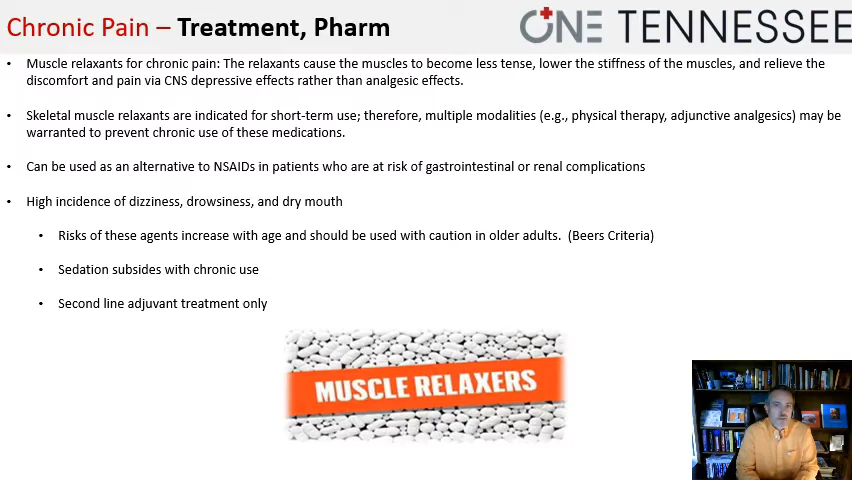 Chronic Pain – Treatment, Pharm
ONE TENNESSEE
• Muscle relaxants for chronic pain: The relaxants cause the muscles to become less tense, lower the stiffness of the muscles, and relieve the
discomfort and pain via CNS depressive effects rather than analgesic effects.
• Skeletal muscle relaxants are indicated for short-term use; therefore, multiple modalities (e.g., physical therapy, adjunctive analgesics) may be
warranted to prevent chronic use of these medications.
• Can be used as an alternative to NSAIDs in patients who are at risk of gastrointestinal or renal complications
• High incidence of dizziness, drowsiness, and dry mouth
• Risks of these agents increase with age and should be used with caution in older adults. (Beers Criteria)
• Sedation subsides with chronic use
• Second line adjuvant treatment only
MUSCLE RELAXERS